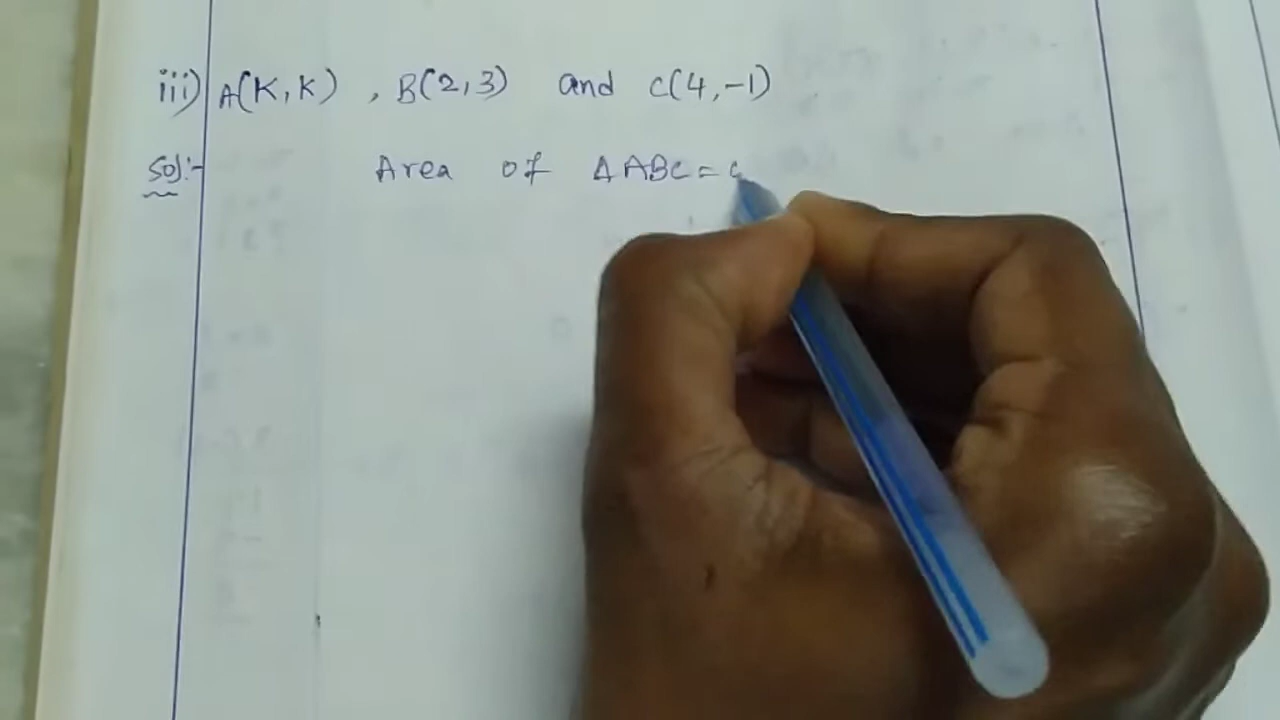 iii) A(K,K) , B(2,3) and C(4,-1)
Sol:- Area of ΔABC =